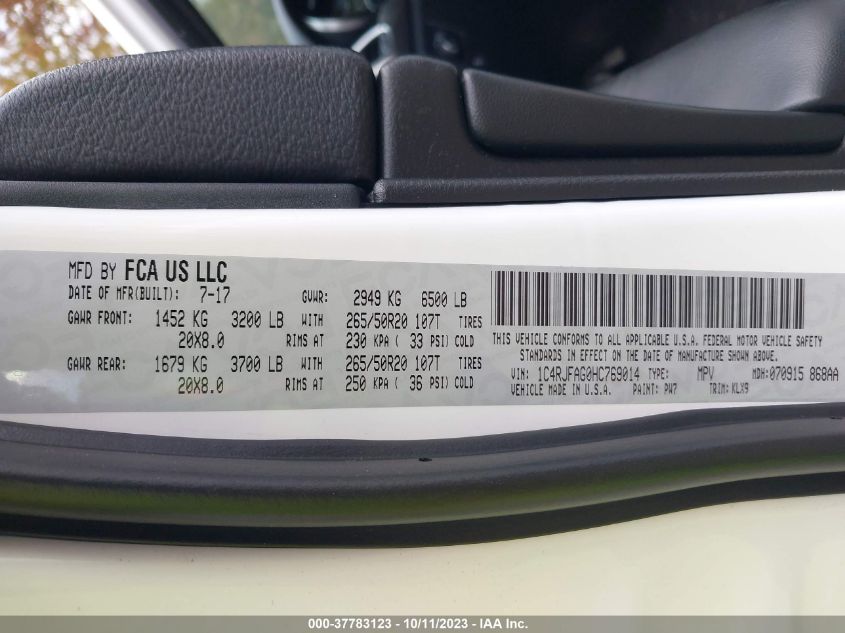 MFD BY FCA US LLC
DATE OF MFR(BUILT): 7-17 GVWR: 2949 KG 6500 LB
GAWR FRONT: 1452 KG 3200 LB WITH 265/50R20 107T TIRES
20X8.0 RIMS AT 230 KPA ( 33 PSI) COLD
GAWR REAR: 1679 KG 3700 LB WITH 265/50R20 107T TIRES
20X8.0 RIMS AT 250 KPA ( 36 PSI) COLD
THIS VEHICLE CONFORMS TO ALL APPLICABLE U.S.A. FEDERAL MOTOR VEHICLE SAFETY
STANDARDS IN EFFECT ON THE DATE OF MANUFACTURE SHOWN ABOVE.
VIN: 1C4RJFAG0HC769014 TYPE: MPV MDH: 070915 868AA
VEHICLE MADE IN U.S.A. PAINT: PW7 TRIM: KLX9
000-37783123 - 10/11/2023 - IAA Inc.